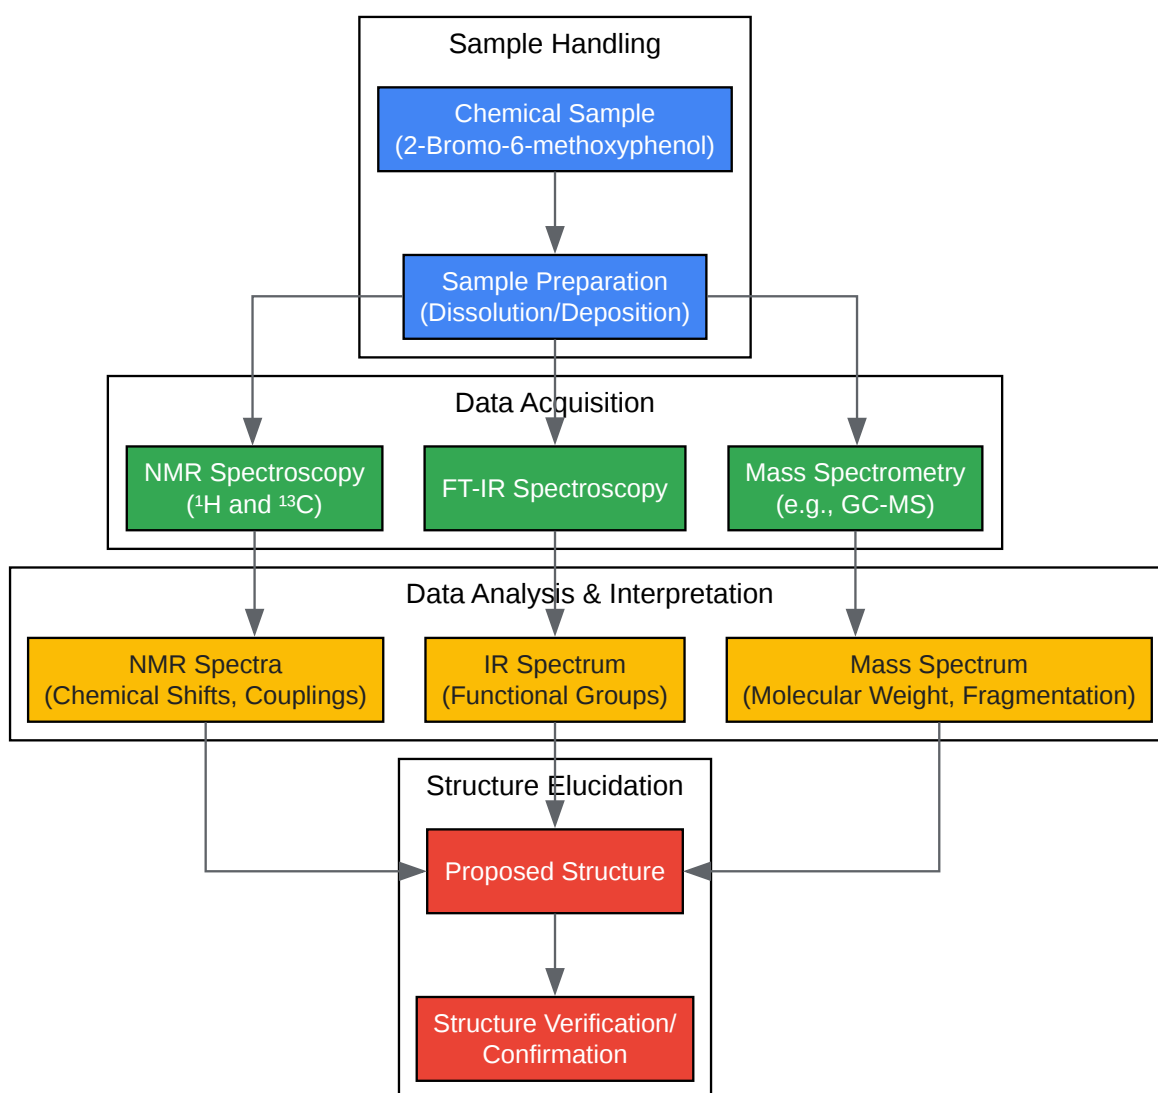 Sample Handling
Chemical Sample
(2-Bromo-6-methoxyphenol)
Sample Preparation
(Dissolution/Deposition)
Data Acquisition
NMR Spectroscopy
(¹H and ¹³C)
FT-IR Spectroscopy
Mass Spectrometry
(e.g., GC-MS)
Data Analysis & Interpretation
NMR Spectra
(Chemical Shifts, Couplings)
IR Spectrum
(Functional Groups)
Mass Spectrum
(Molecular Weight, Fragmentation)
Structure Elucidation
Proposed Structure
Structure Verification/
Confirmation